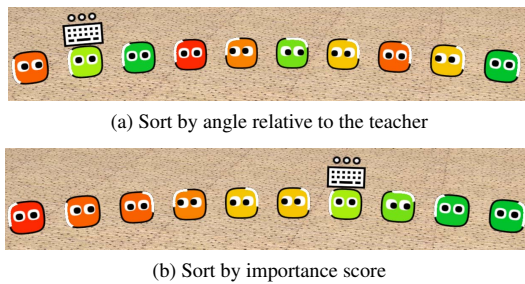 (a) Sort by angle relative to the teacher
(b) Sort by importance score